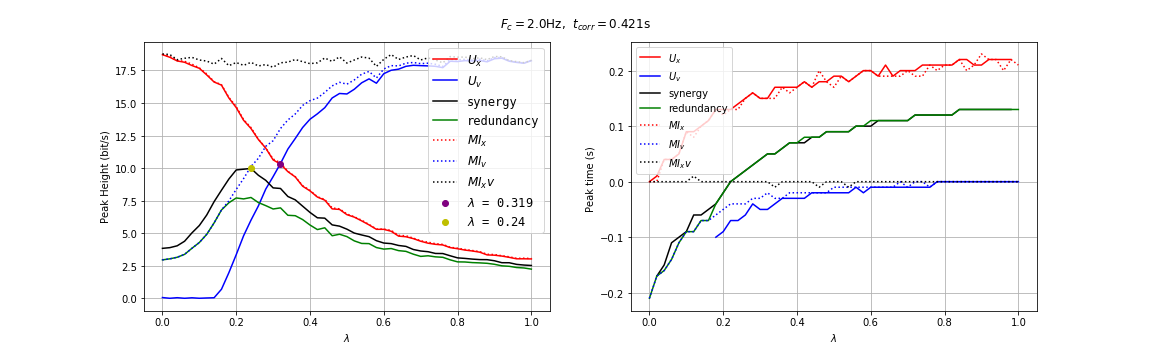 F_c = 2.0Hz, t_corr = 0.421s
Peak Height (bit/s)
17.5
15.0
12.5
10.0
7.5
5.0
2.5
0.0
0.0 0.2 0.4 0.6 0.8 1.0
λ
U_x
U_v
synergy
redundancy
MI_x
MI_v
MI_xv
λ = 0.319
λ = 0.24
Peak time (s)
0.2
0.1
0.0
−0.1
−0.2
0.0 0.2 0.4 0.6 0.8 1.0
λ
U_x
U_v
synergy
redundancy
MI_x
MI_v
MI_xv